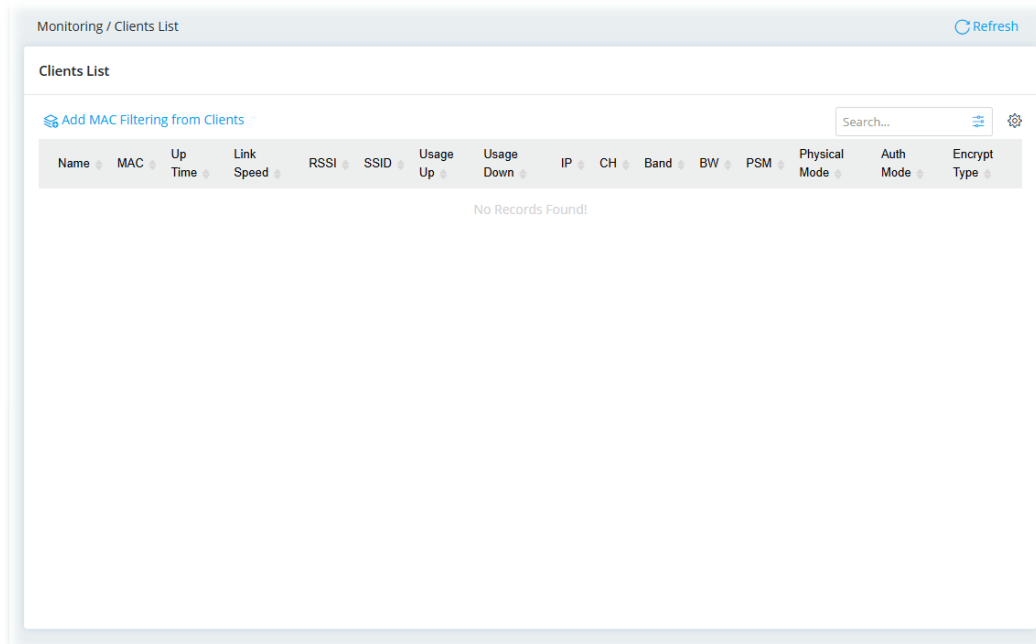 Monitoring / Clients List
Refresh
Clients List
Add MAC Filtering from Clients
Search...
Name MAC Up Time Link Speed RSSI SSID Usage Up Usage Down IP CH Band BW PSM Physical Mode Auth Mode Encrypt Type
No Records Found!